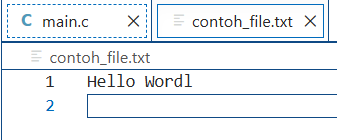 C main.c contoh_file.txt
contoh_file.txt
1 Hello Wordl
2